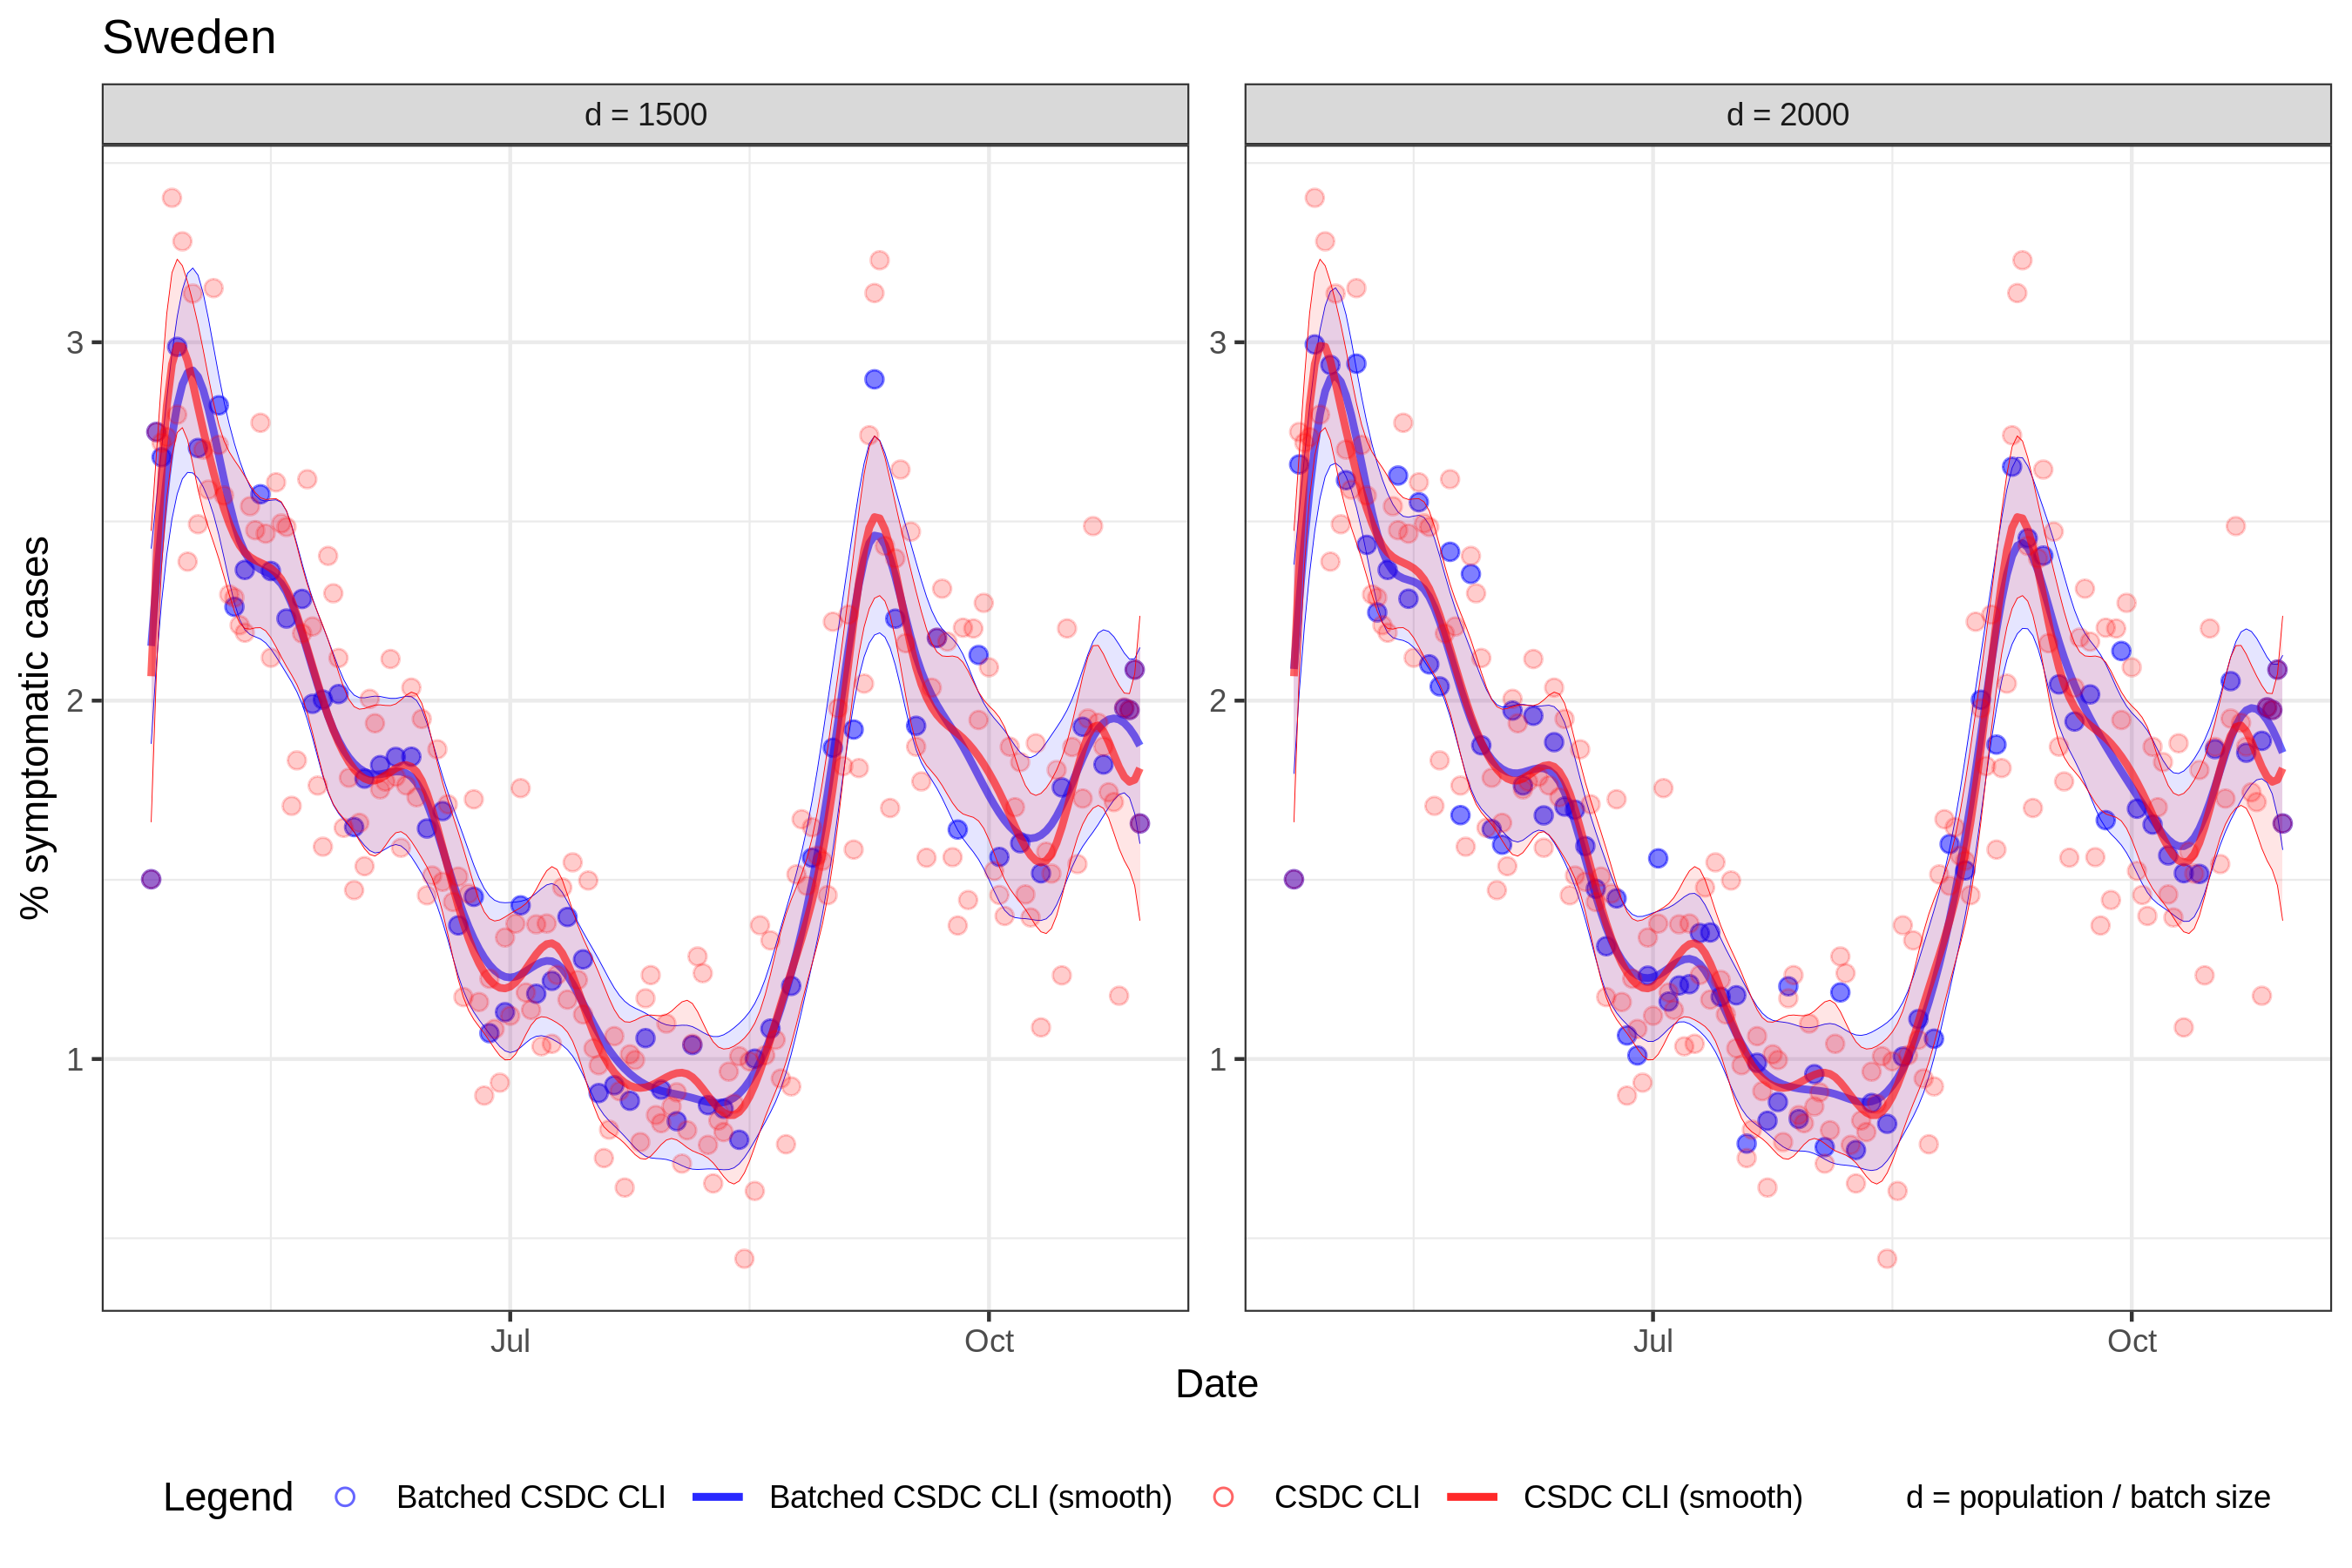 Sweden
d = 1500
d = 2000
% symptomatic cases
3
2
1
3
2
1
Jul
Oct
Jul
Oct
Date
Legend
Batched CSDC CLI
Batched CSDC CLI (smooth)
CSDC CLI
CSDC CLI (smooth)
d = population / batch size